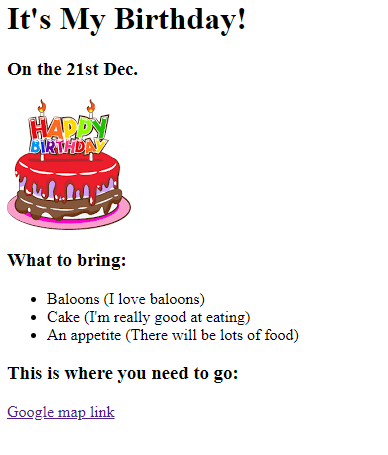 It's My Birthday!
On the 21st Dec.
HAPPY
BIRTHDAY
What to bring:
Baloons (I love baloons)
Cake (I'm really good at eating)
An appetite (There will be lots of food)
This is where you need to go:
Google map link